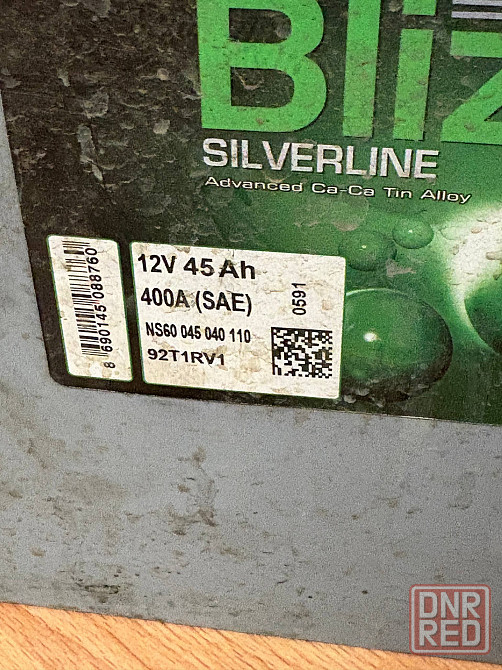 Bliz
SILVERLINE
Advanced Ca-Ca Tin Alloy
8 690145 088760
12V 45 Ah
400A (SAE)
NS60 045 040 110
92T1RV1
0591
DNR
RED